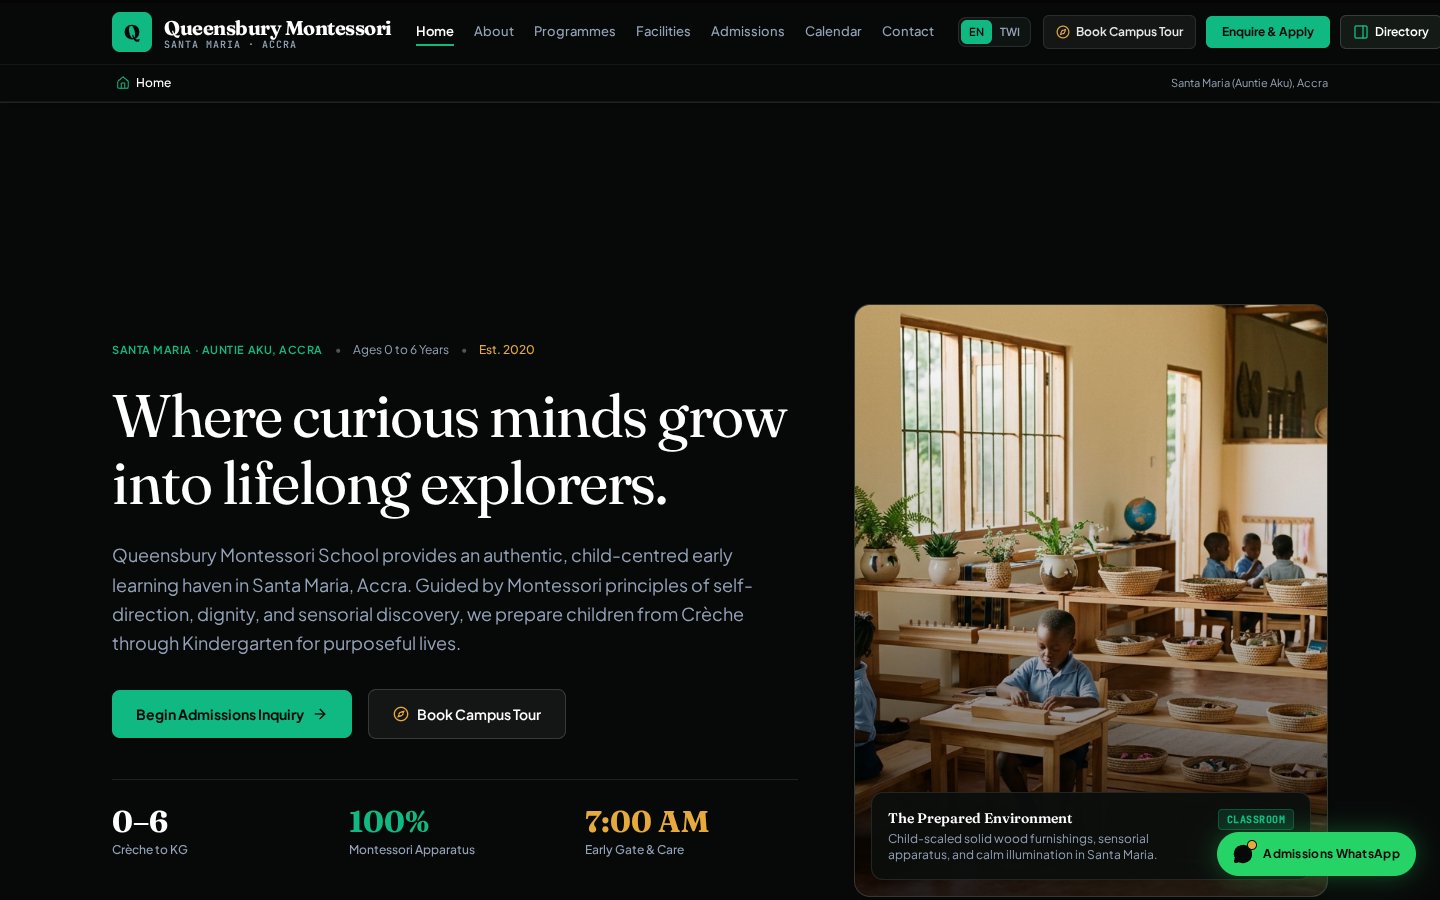 Q
Queensbury Montessori
SANTA MARIA · ACCRA
Home
About
Programmes
Facilities
Admissions
Calendar
Contact
EN
TWI
Book Campus Tour
Enquire & Apply
Directory
Home
Santa Maria (Auntie Aku), Accra
SANTA MARIA · AUNTIE AKU, ACCRA • Ages 0 to 6 Years • Est. 2020
Where curious minds grow
into lifelong explorers.
Queensbury Montessori School provides an authentic, child-centred early
learning haven in Santa Maria, Accra. Guided by Montessori principles of self-
direction, dignity, and sensorial discovery, we prepare children from Crèche
through Kindergarten for purposeful lives.
Begin Admissions Inquiry
Book Campus Tour
0–6
Crèche to KG
100%
Montessori Apparatus
7:00 AM
Early Gate & Care
The Prepared Environment
CLASSROOM
Child-scaled solid wood furnishings, sensorial
apparatus, and calm illumination in Santa Maria.
Admissions WhatsApp